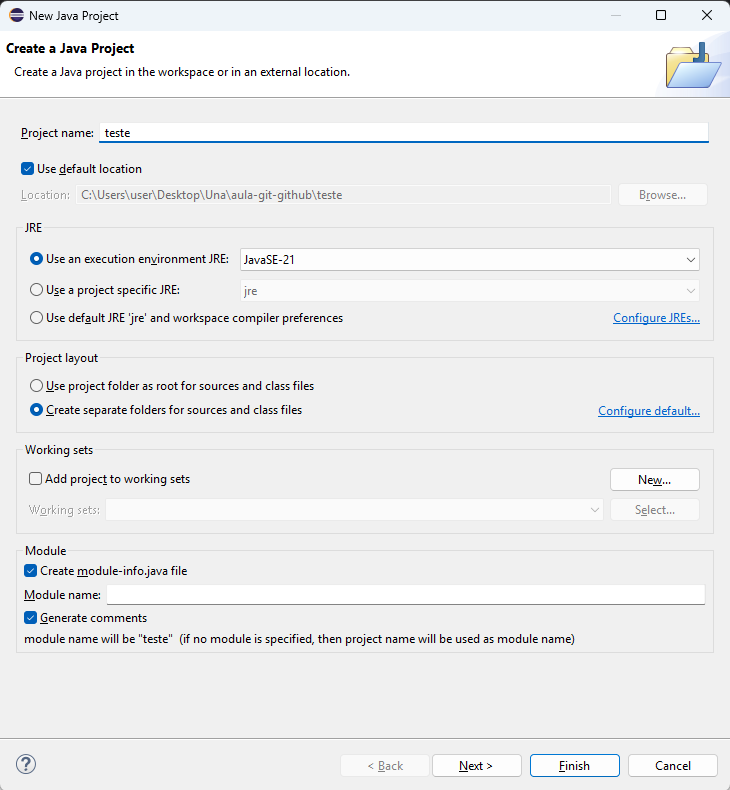 New Java Project
Create a Java Project
Create a Java project in the workspace or in an external location.
Project name: teste
Use default location
Location: C:\Users\user\Desktop\Una\aula-git-github\teste Browse...
JRE
Use an execution environment JRE: JavaSE-21
Use a project specific JRE: jre
Use default JRE 'jre' and workspace compiler preferences Configure JREs...
Project layout
Use project folder as root for sources and class files
Create separate folders for sources and class files Configure default...
Working sets
Add project to working sets New...
Working sets: Select...
Module
Create module-info.java file
Module name:
Generate comments
module name will be "teste" (if no module is specified, then project name will be used as module name)
? < Back Next > Finish Cancel